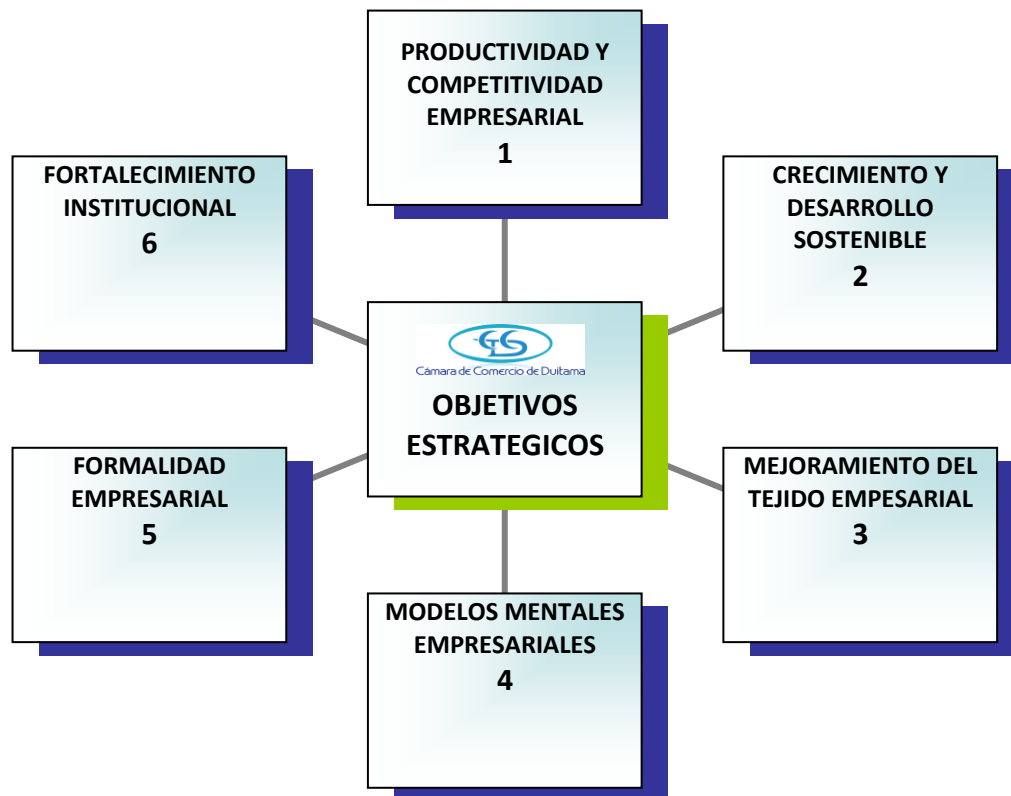 PRODUCTIVIDAD Y
COMPETITIVIDAD
EMPRESARIAL
1
CRECIMIENTO Y
DESARROLLO
SOSTENIBLE
2
MEJORAMIENTO DEL
TEJIDO EMPESARIAL
3
MODELOS MENTALES
EMPRESARIALES
4
FORMALIDAD
EMPRESARIAL
5
FORTALECIMIENTO
INSTITUCIONAL
6
Cámara de Comercio de Duitama
OBJETIVOS
ESTRATEGICOS